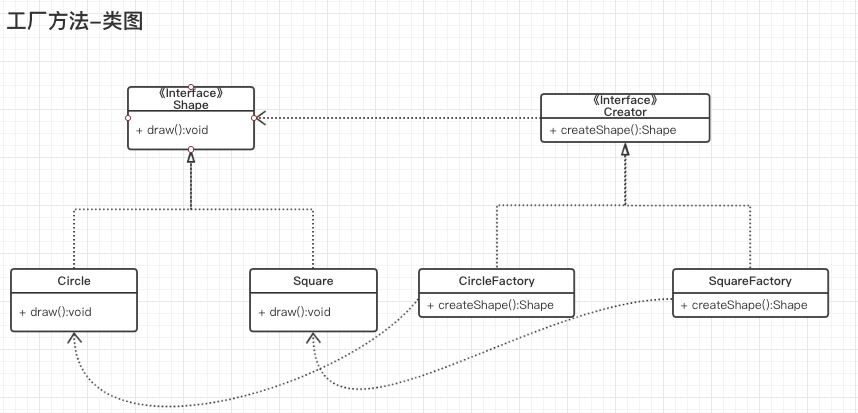 工厂方法-类图
《Interface》
Shape
+ draw():void
《Interface》
Creator
+ createShape():Shape
Circle
+ draw():void
Square
+ draw():void
CircleFactory
+ createShape():Shape
SquareFactory
+ createShape():Shape